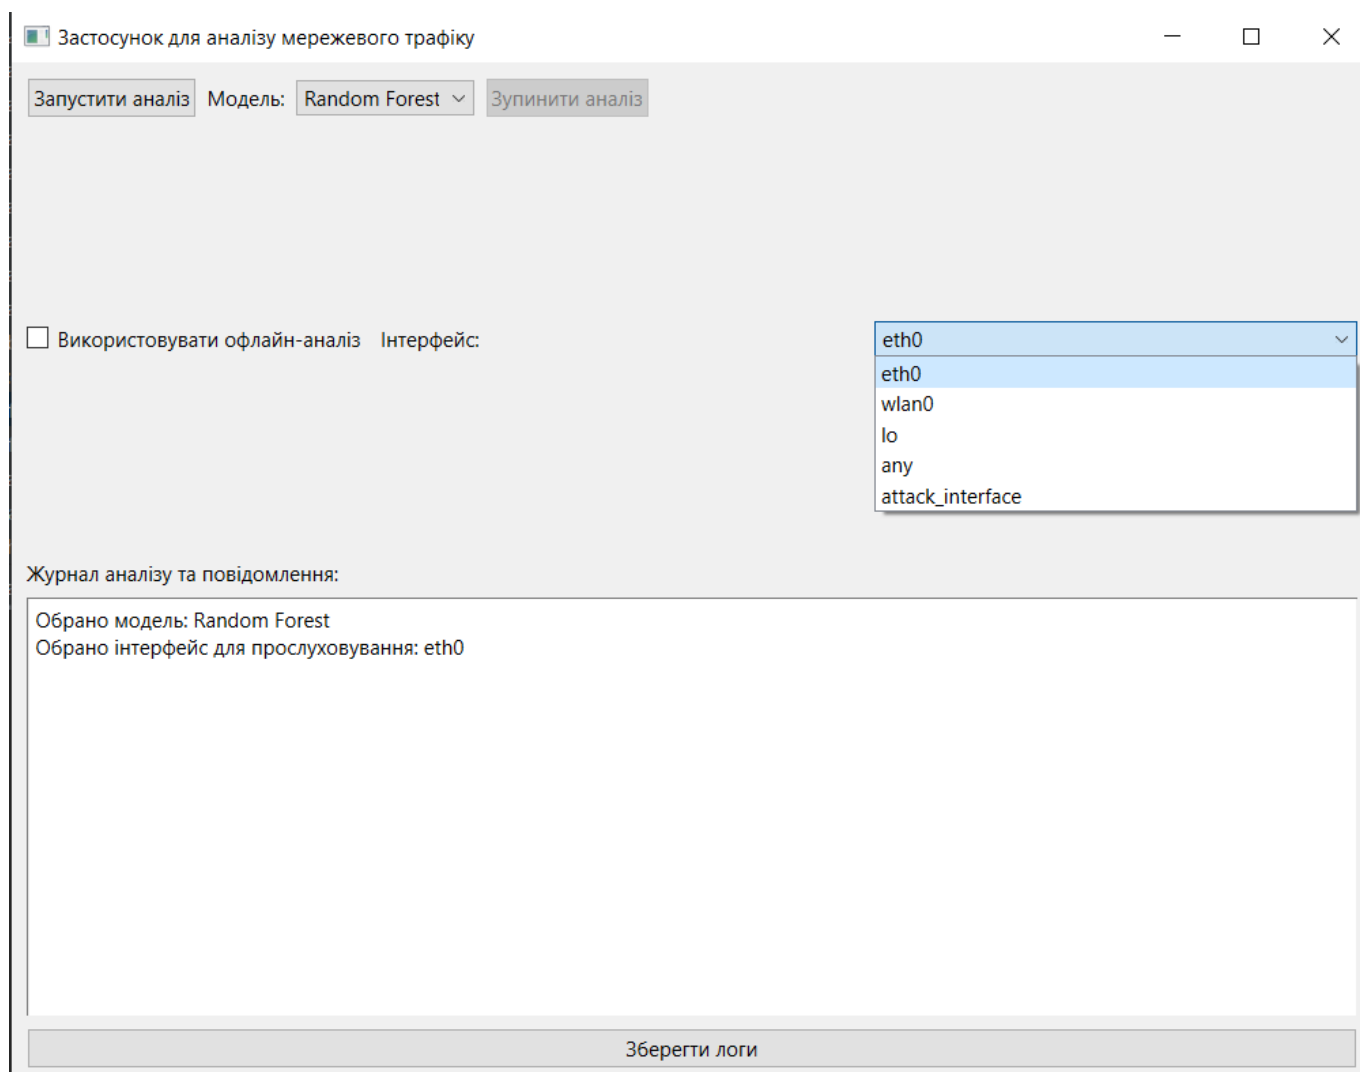 Застосунок для аналізу мережевого трафіку
Запустити аналіз Модель: Random Forest Зупинити аналіз
Використовувати офлайн-аналіз Інтерфейс: eth0
eth0
wlan0
lo
any
attack_interface
Журнал аналізу та повідомлення:
Обрано модель: Random Forest
Обрано інтерфейс для прослуховування: eth0
Зберегти логи